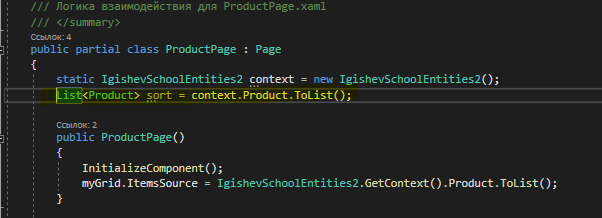 /// Логика взаимодействия для ProductPage.xaml
/// </summary>
Ссылок: 4
public partial class ProductPage : Page
{
static IgishevSchoolEntities2 context = new IgishevSchoolEntities2();
List<Product> sort = context.Product.ToList();
Ссылок: 2
public ProductPage()
{
InitializeComponent();
myGrid.ItemsSource = IgishevSchoolEntities2.GetContext().Product.ToList();
}